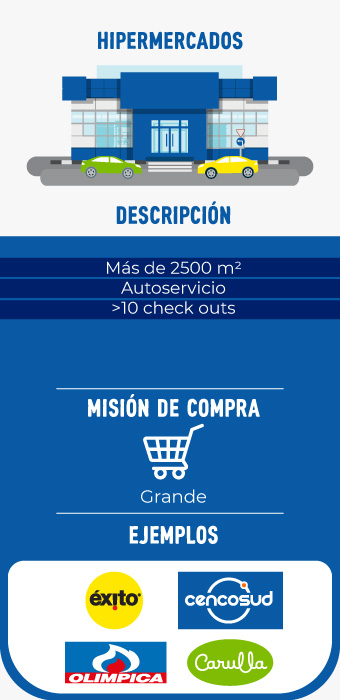 HIPERMERCADOS
DESCRIPCIÓN
Más de 2500 m²
Autoservicio
>10 check outs
MISIÓN DE COMPRA
Grande
EJEMPLOS
éxito
cencosud
OLIMPICA
Carulla